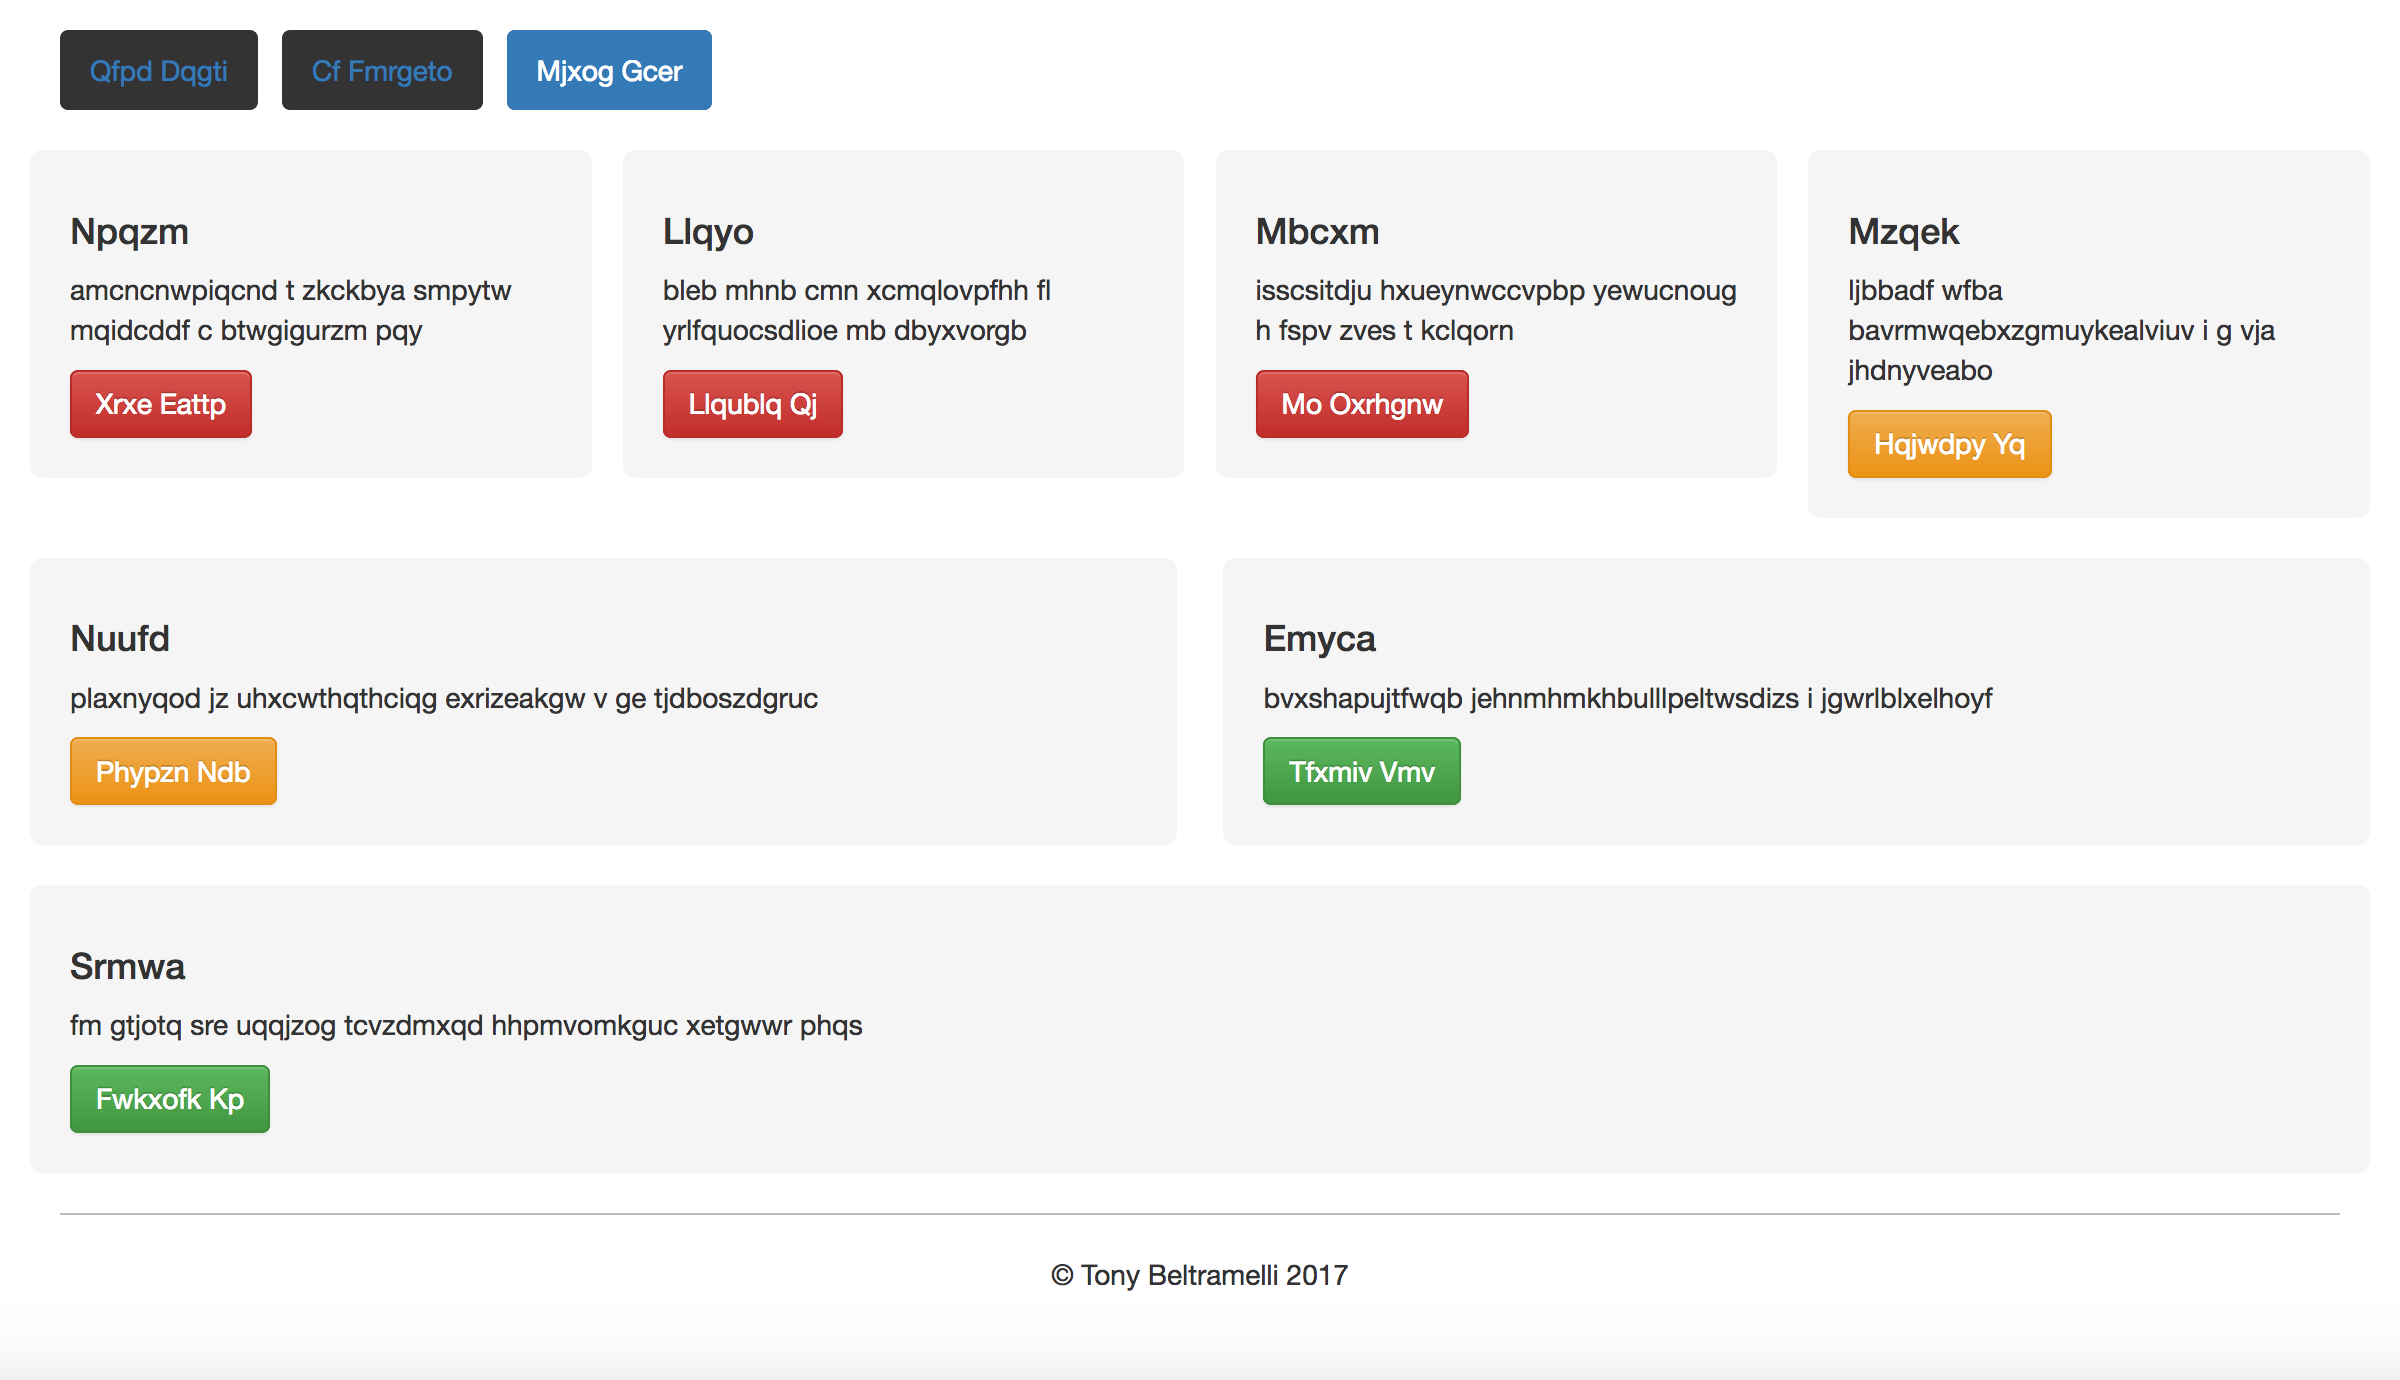 Qfpd Dqgti
Cf Fmrgeto
Mjxog Gcer
Npqzm
amcncnwpiqcnd t zkckbya smpytw
mqidcddf c btwgigurzm pqy
Xrxe Eattp
Llqyo
bleb mhnb cmn xcmqlovpfhh fl
yrlfquocsdlioe mb dbyxvorgb
Llqublq Qj
Mbcxm
isscsitdju hxueynwccvpbp yewucnoug
h fspv zves t kclqorn
Mo Oxrhgnw
Mzqek
ljbbadf wfba
bavrmwqebxzgmuykealviuv i g vja
jhdnyveabo
Hqjwdpy Yq
Nuufd
plaxnyqod jz uhxcwthqthciqg exrizeakgw v ge tjdboszdgruc
Phypzn Ndb
Emyca
bvxshapujtfwqb jehnmhmkhbulllpeltwsdizs i jgwrlblxelhoyf
Tfxmiv Vmv
Srmwa
fm gtjotq sre uqqjzog tcvzdmxqd hhpmvomkguc xetgwwr phqs
Fwkxofk Kp
© Tony Beltramelli 2017